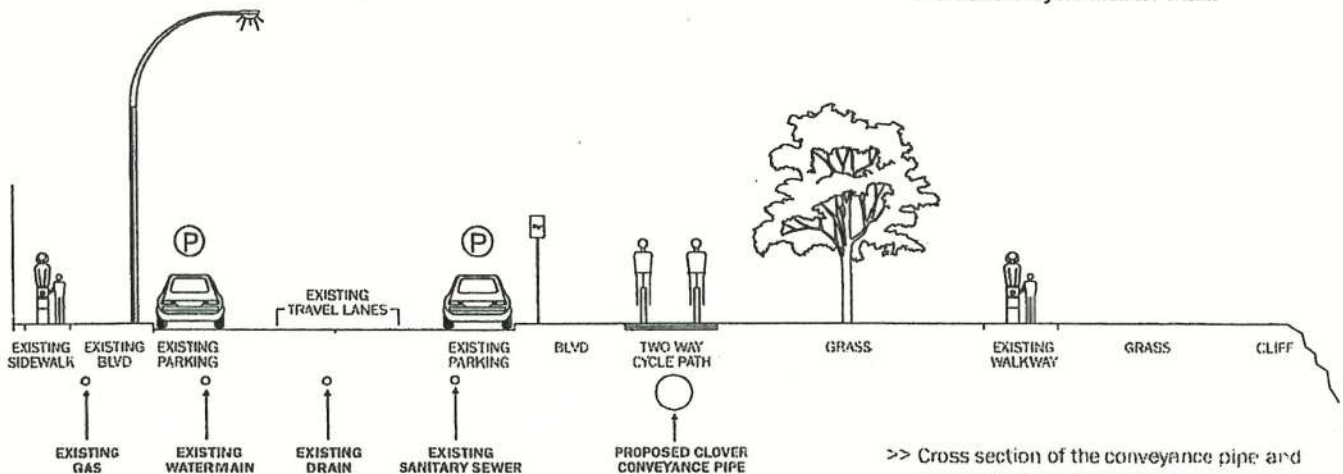 P
P
EXISTING
TRAVEL LANES
EXISTING
SIDEWALK
EXISTING
BLVD
EXISTING
PARKING
EXISTING
PARKING
BLVD
TWO WAY
CYCLE PATH
GRASS
EXISTING
WALKWAY
GRASS
CLIFF
EXISTING
GAS
EXISTING
WATERMAIN
EXISTING
DRAIN
EXISTING
SANITARY SEWER
PROPOSED CLOVER
CONVEYANCE PIPE
>> Cross section of the conveyance pipe and